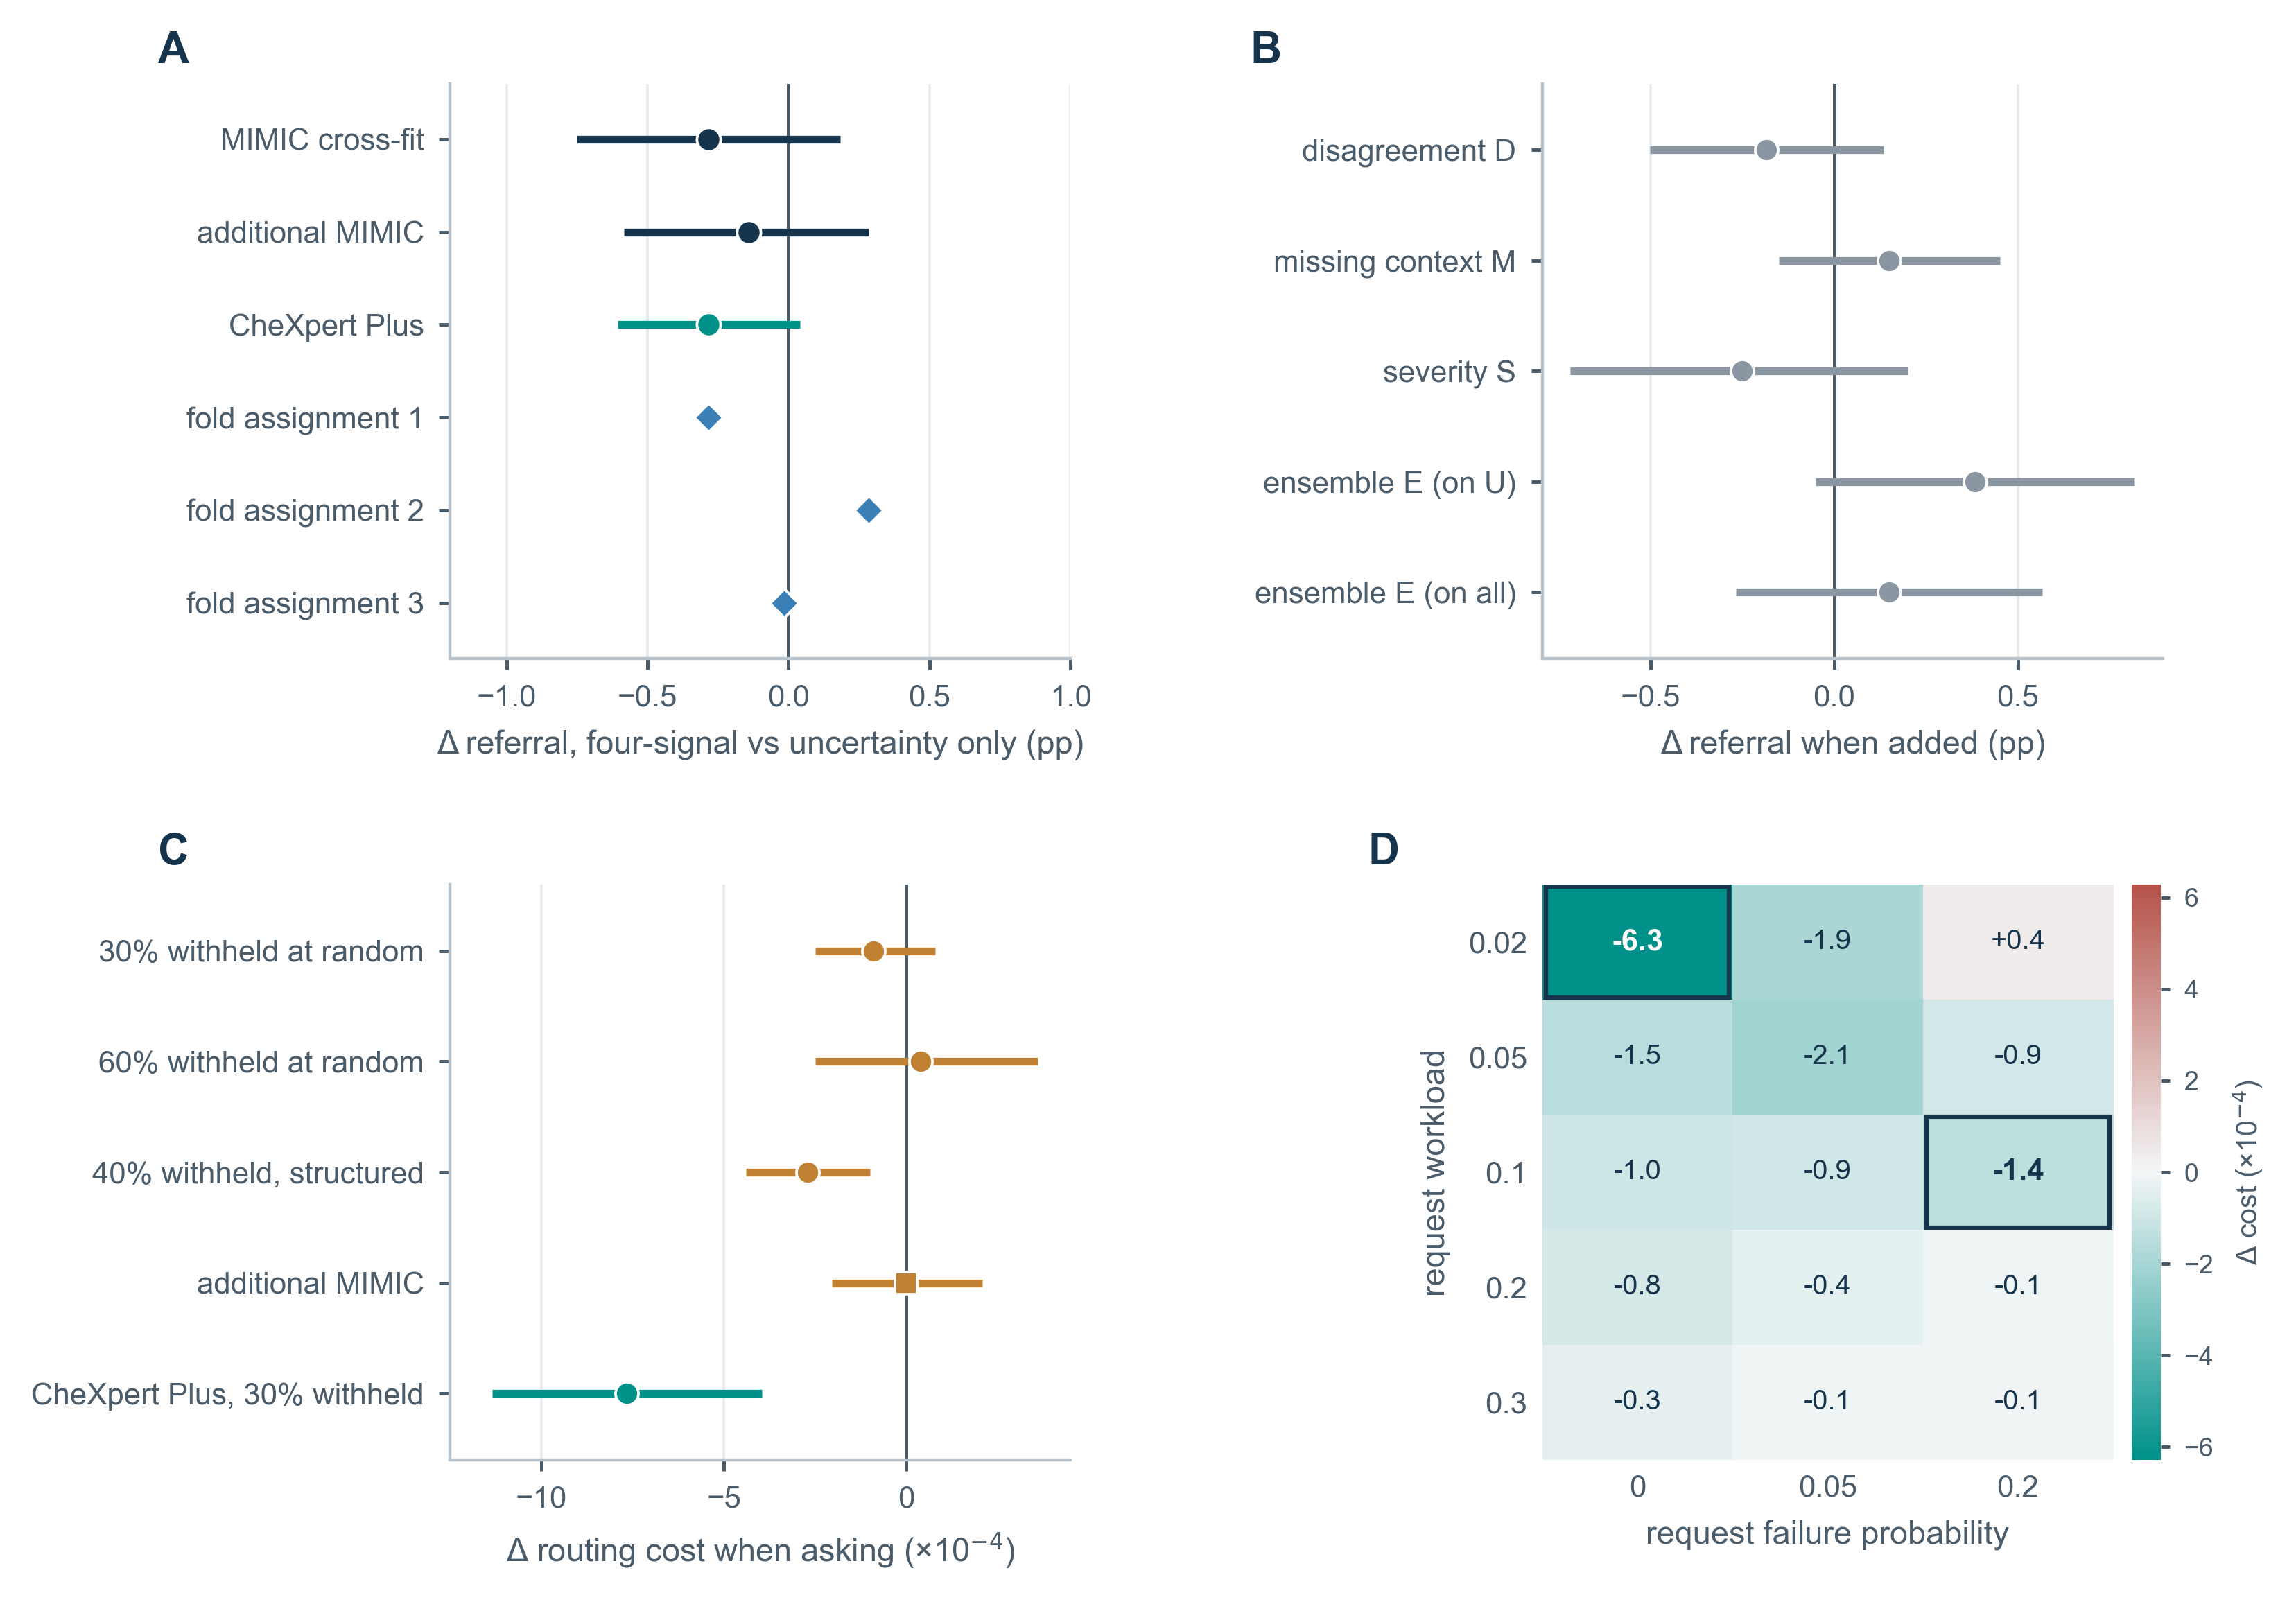 A
MIMIC cross-fit
additional MIMIC
CheXpert Plus
fold assignment 1
fold assignment 2
fold assignment 3
−1.0 −0.5 0.0 0.5 1.0
Δ referral, four-signal vs uncertainty only (pp)
B
disagreement D
missing context M
severity S
ensemble E (on U)
ensemble E (on all)
−0.5 0.0 0.5
Δ referral when added (pp)
C
30% withheld at random
60% withheld at random
40% withheld, structured
additional MIMIC
CheXpert Plus, 30% withheld
−10 −5 0
Δ routing cost when asking (×10⁻⁴)
D
request workload
0.02 -6.3 -1.9 +0.4
0.05 -1.5 -2.1 -0.9
0.1 -1.0 -0.9 -1.4
0.2 -0.8 -0.4 -0.1
0.3 -0.3 -0.1 -0.1
0 0.05 0.2
request failure probability
6
4
2
0
−2
−4
−6
Δ cost (×10⁻⁴)